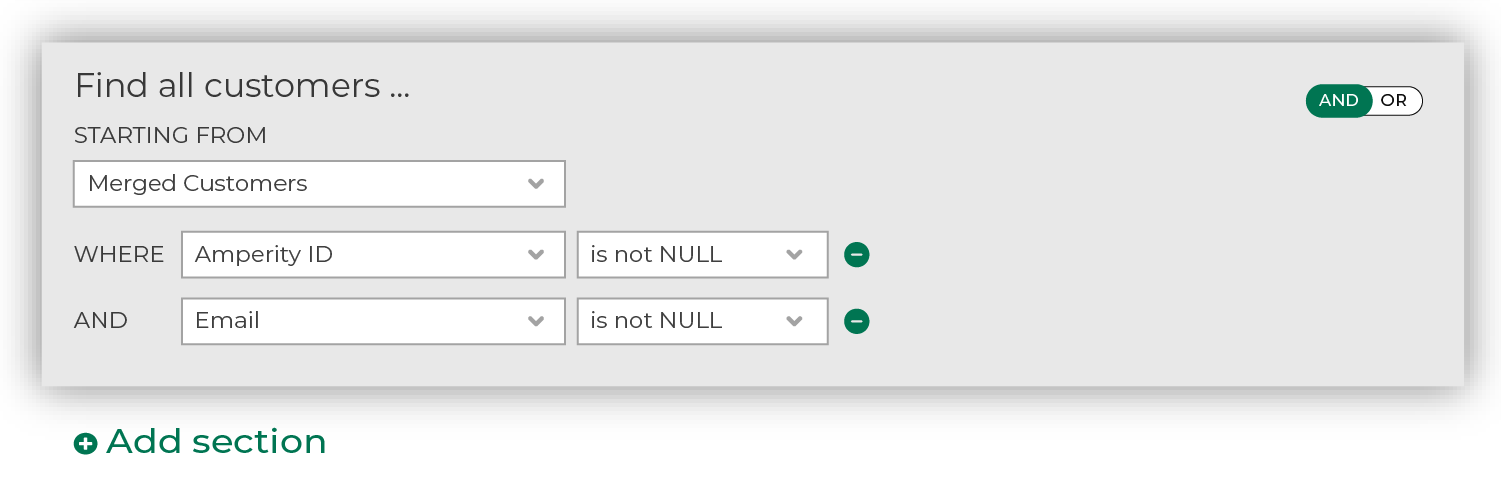 Find all customers ...
AND OR
STARTING FROM
Merged Customers
WHERE Amperity ID is not NULL
AND Email is not NULL
Add section